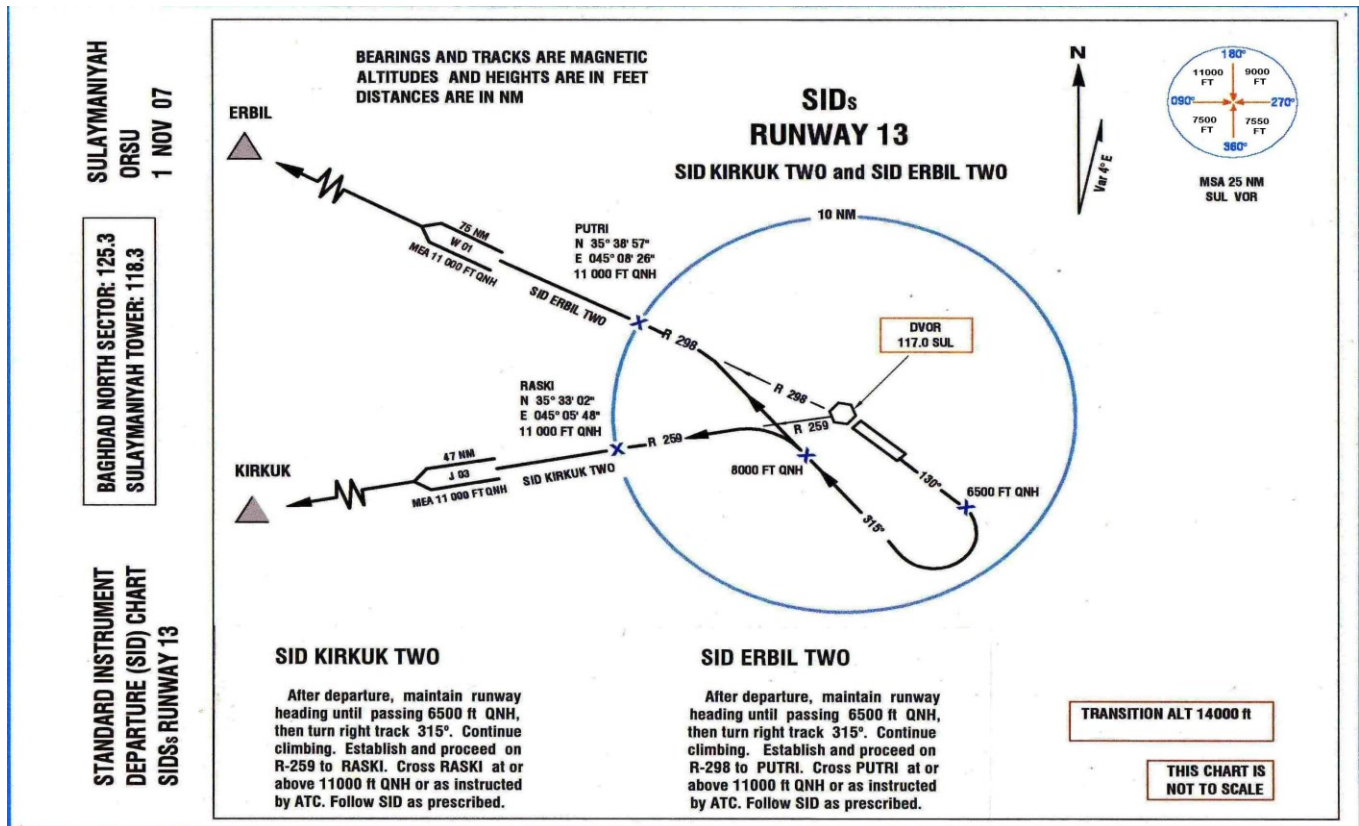 SULAYMANIYAH
ORSU
1 NOV 07
BAGHDAD NORTH SECTOR: 125.3
SULAYMANIYAH TOWER: 118.3
STANDARD INSTRUMENT
DEPARTURE (SID) CHART
SIDSs RUNWAY 13
BEARINGS AND TRACKS ARE MAGNETIC
ALTITUDES AND HEIGHTS ARE IN FEET
DISTANCES ARE IN NM
SIDs
RUNWAY 13
SID KIRKUK TWO and SID ERBIL TWO
N
Var 4° E
180°
11000
FT
9000
FT
090°
270°
7500
FT
7550
FT
360°
MSA 25 NM
SUL VOR
ERBIL
75 NM
W 01
MEA 11 000 FT QNH
SID ERBIL TWO
PUTRI
N 35° 38' 57"
E 045° 08' 26"
11 000 FT QNH
10 NM
R 298
R 298
DVOR
117.0 SUL
RASKI
N 35° 33' 02"
E 045° 05' 48"
11 000 FT QNH
R 259
R 259
KIRKUK
47 NM
J 03
MEA 11 000 FT QNH
SID KIRKUK TWO
8000 FT QNH
130°
6500 FT QNH
315°
SID KIRKUK TWO
After departure, maintain runway
heading until passing 6500 ft QNH,
then turn right track 315°. Continue
climbing. Establish and proceed on
R-259 to RASKI. Cross RASKI at or
above 11000 ft QNH or as instructed
by ATC. Follow SID as prescribed.
SID ERBIL TWO
After departure, maintain runway
heading until passing 6500 ft QNH,
then turn right track 315°. Continue
climbing. Establish and proceed on
R-298 to PUTRI. Cross PUTRI at or
above 11000 ft QNH or as instructed
by ATC. Follow SID as prescribed.
TRANSITION ALT 14000 ft
THIS CHART IS
NOT TO SCALE